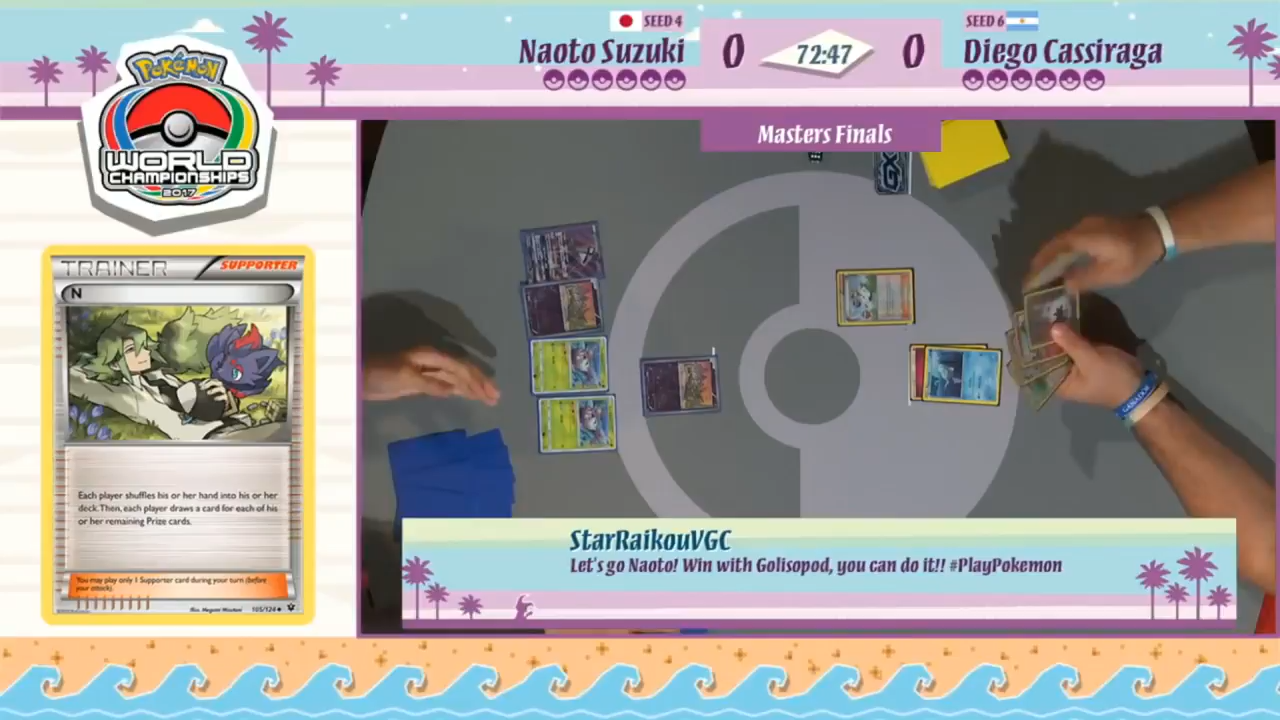 SEED 4
SEED 6
Naoto Suzuki
0
72:47
0
Diego Cassiraga
POKéMON
WORLD
CHAMPIONSHIPS
2017
Masters Finals
GX
TRAINER
SUPPORTER
N
Each player shuffles his or her hand into his or her
deck. Then, each player draws a card for each of his
or her remaining Prize cards.
You may play only 1 Supporter card during your turn (before
your attack).
105/124
StarRaikouVGC
Let's go Naoto! Win with Golisopod, you can do it!! #PlayPokemon